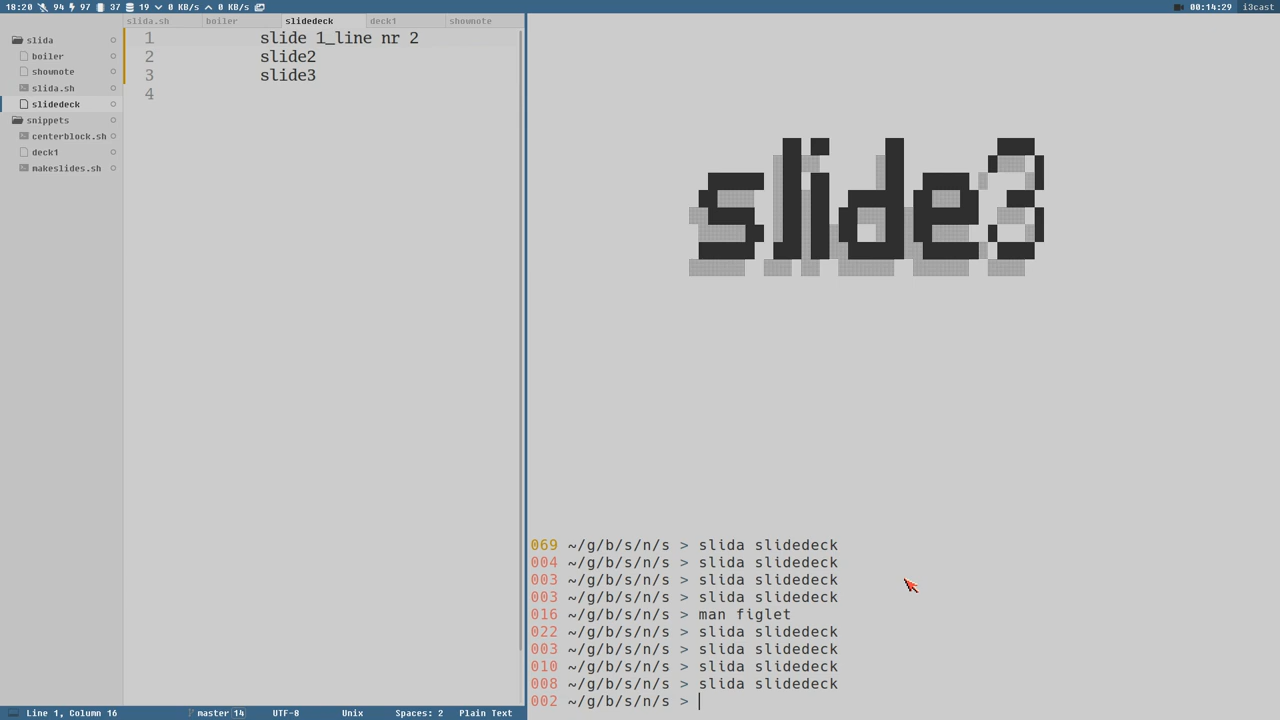 18:20 94 97 37 19 0 KB/s 0 KB/s
00:14:29 i3cast
slida.sh boiler slidedeck deck1 shownote
slida
boiler
shownote
slida.sh
slidedeck
snippets
centerblock.sh
deck1
makeslides.sh
1 slide 1_line nr 2
2 slide2
3 slide3
4
slide3
069 ~/g/b/s/n/s > slida slidedeck
004 ~/g/b/s/n/s > slida slidedeck
003 ~/g/b/s/n/s > slida slidedeck
003 ~/g/b/s/n/s > slida slidedeck
016 ~/g/b/s/n/s > man figlet
022 ~/g/b/s/n/s > slida slidedeck
003 ~/g/b/s/n/s > slida slidedeck
010 ~/g/b/s/n/s > slida slidedeck
008 ~/g/b/s/n/s > slida slidedeck
002 ~/g/b/s/n/s >
Line 1, Column 16 master 14 UTF-8 Unix Spaces: 2 Plain Text